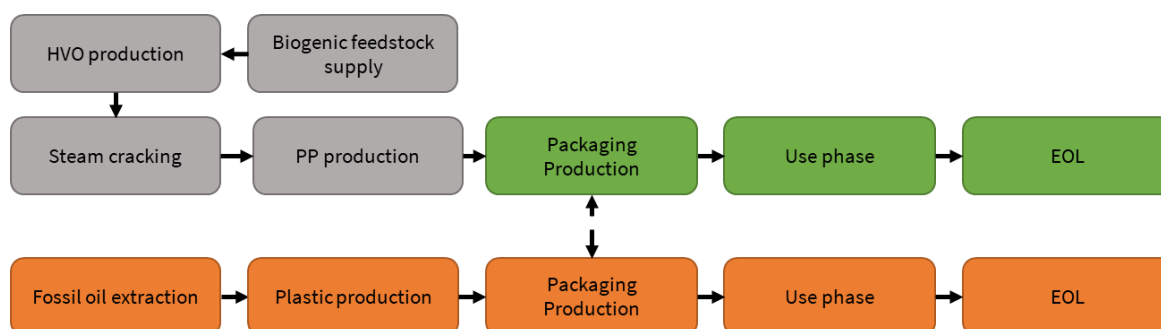 HVO production
Biogenic feedstock
supply
Steam cracking
PP production
Packaging
Production
Use phase
EOL
Fossil oil extraction
Plastic production
Packaging
Production
Use phase
EOL